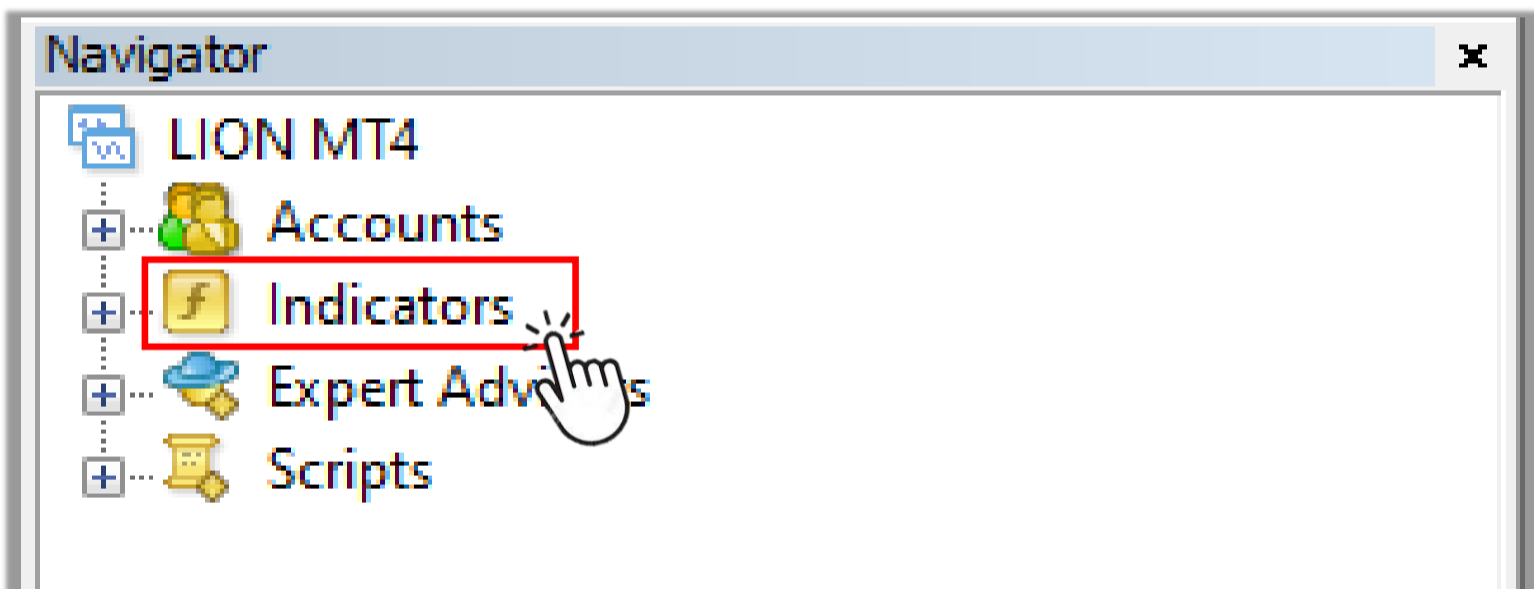 Navigator
LION MT4
Accounts
Indicators
Expert
Scripts